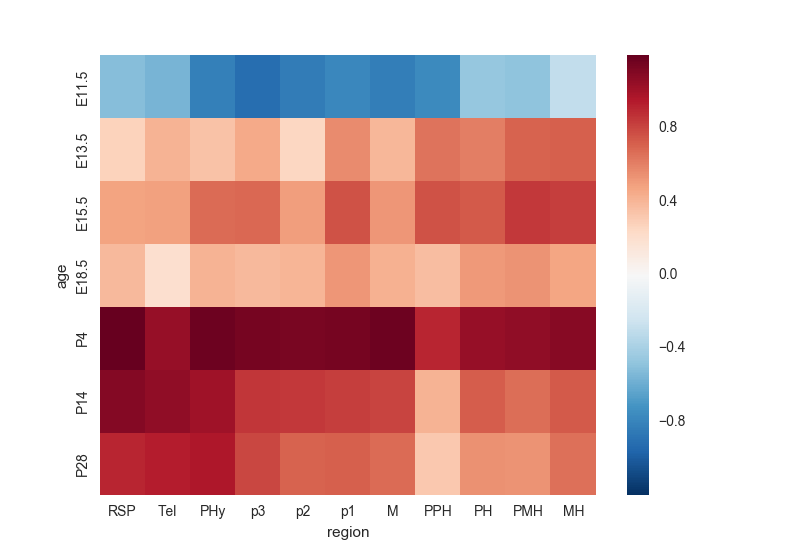 age
E11.5
E13.5
E15.5
E18.5
P4
P14
P28
RSP Tel PHy p3 p2 p1 M PPH PH PMH MH
region
0.8
0.4
0.0
−0.4
−0.8